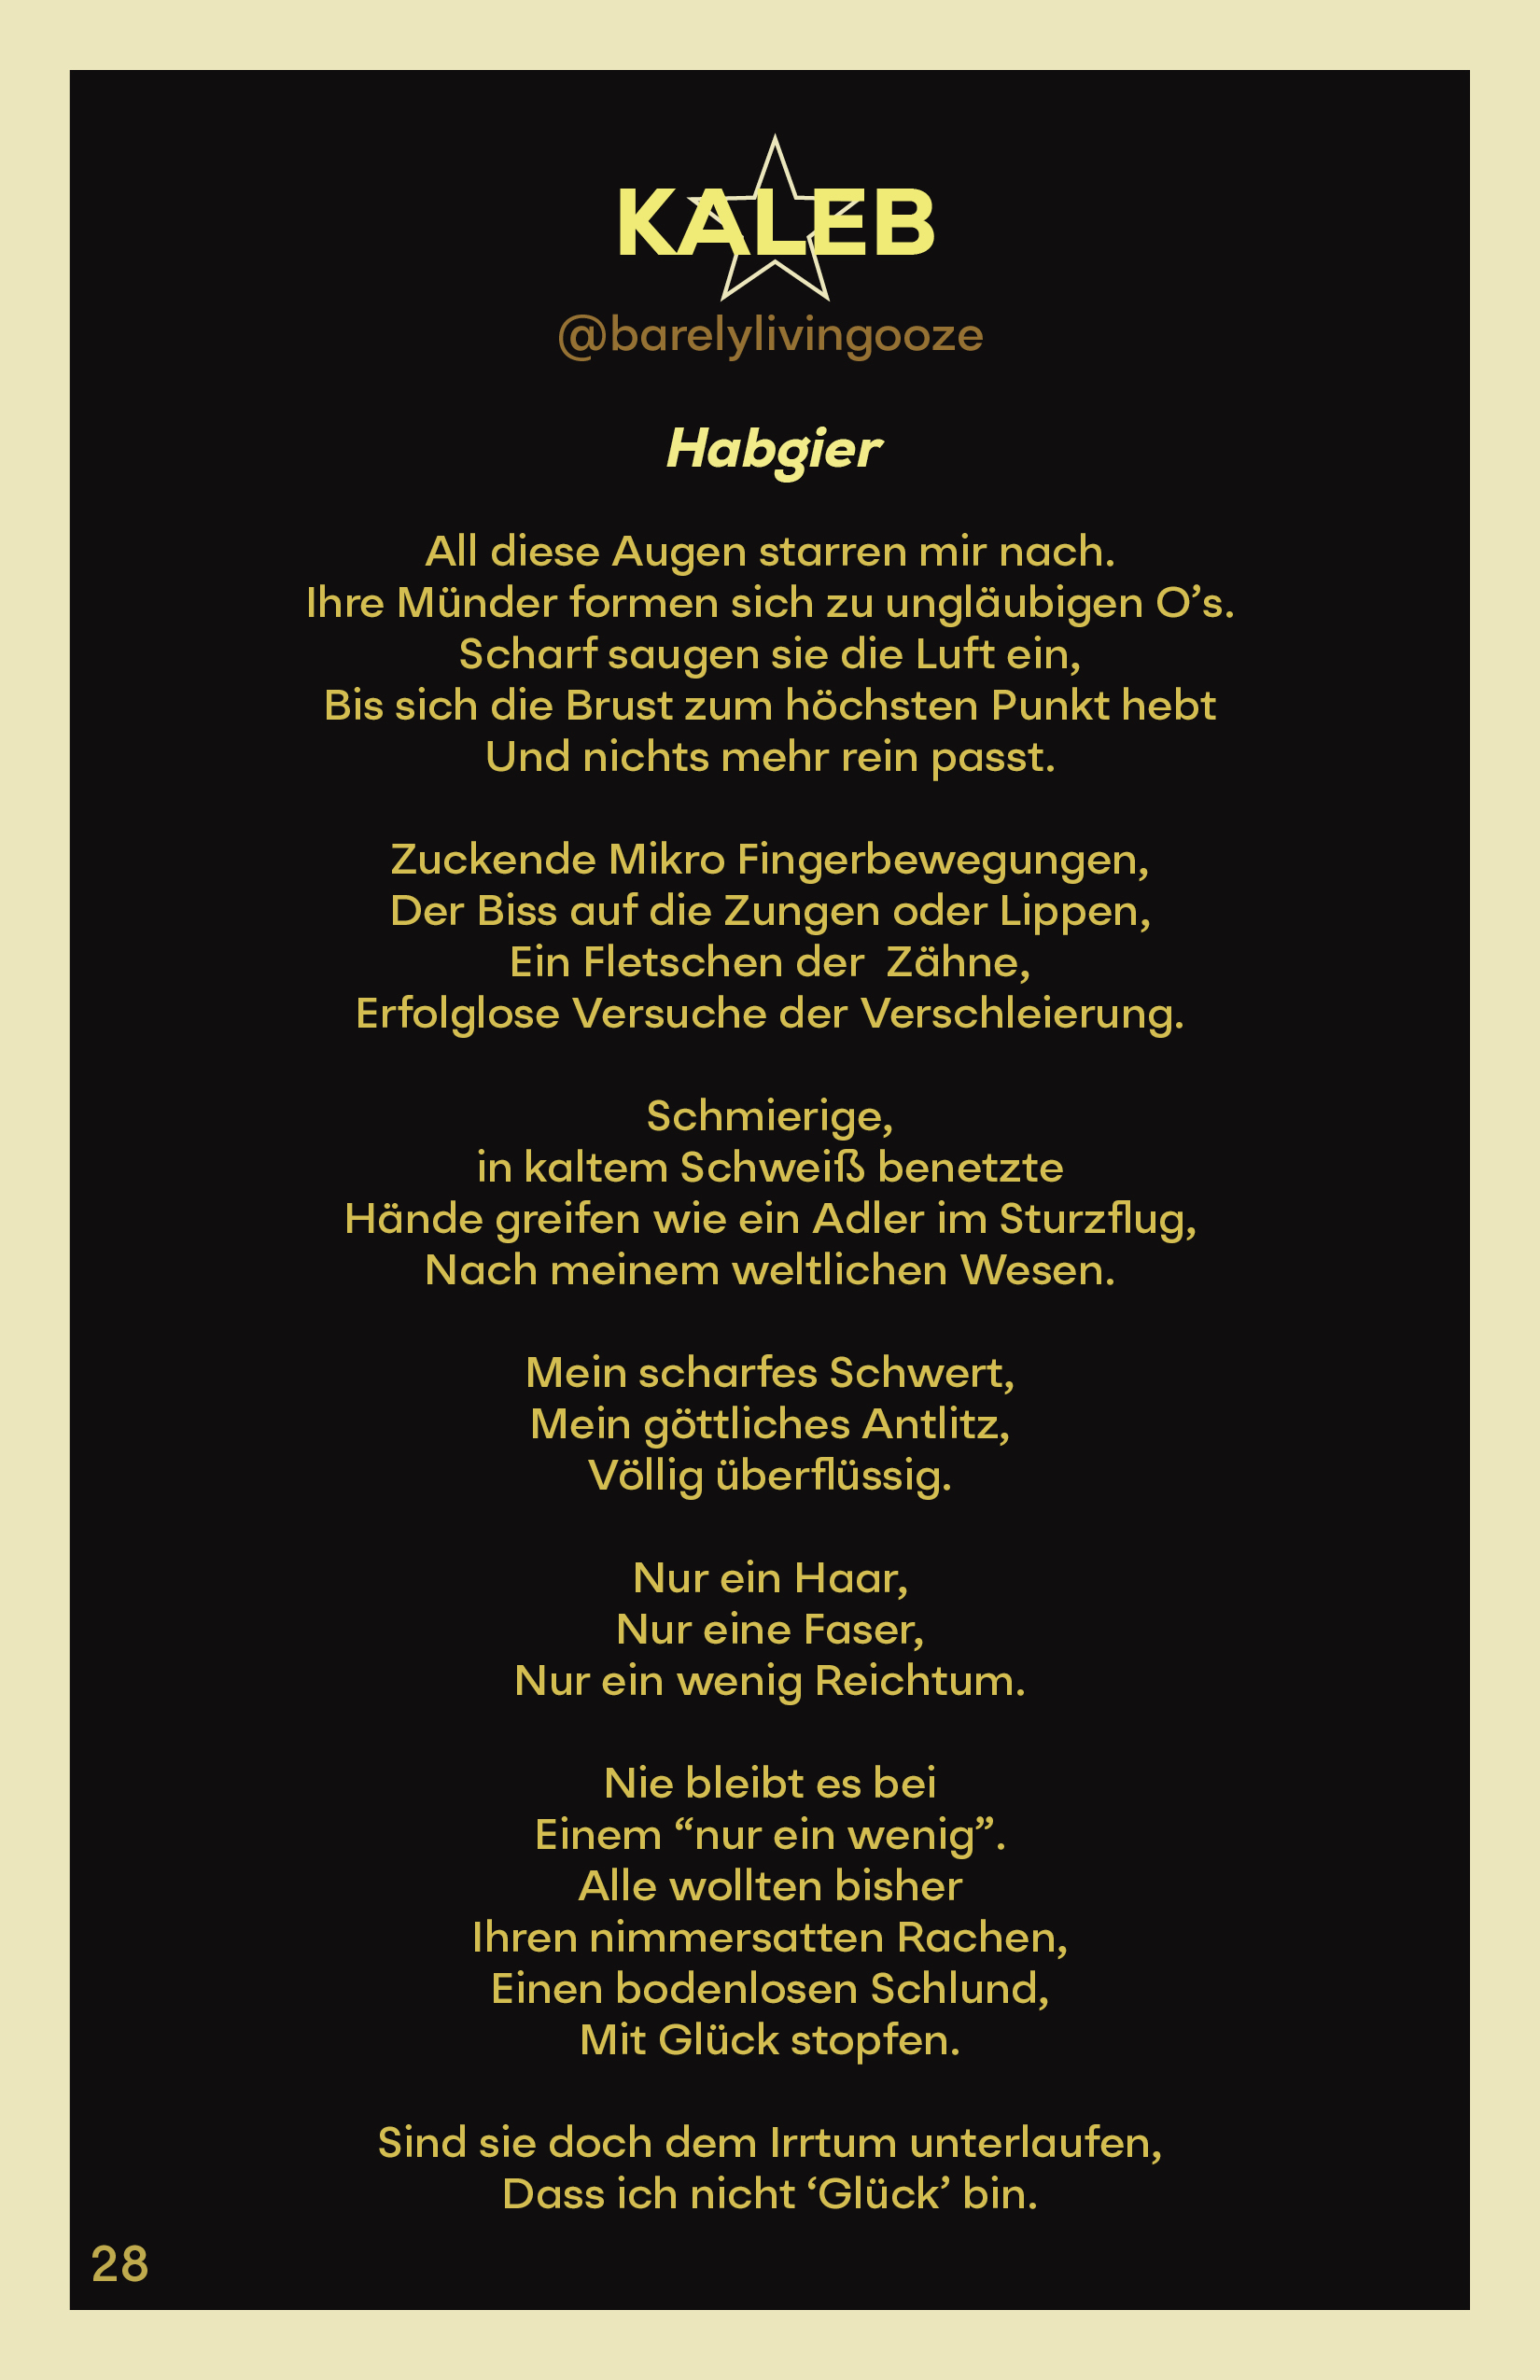 KALEB
@barelylivingooze
Habgier
All diese Augen starren mir nach.
Ihre Münder formen sich zu ungläubigen O’s.
Scharf saugen sie die Luft ein,
Bis sich die Brust zum höchsten Punkt hebt
Und nichts mehr rein passt.
Zuckende Mikro Fingerbewegungen,
Der Biss auf die Zungen oder Lippen,
Ein Fletschen der  Zähne,
Erfolglose Versuche der Verschleierung.
Schmierige,
in kaltem Schweiß benetzte
Hände greifen wie ein Adler im Sturzflug,
Nach meinem weltlichen Wesen.
Mein scharfes Schwert,
Mein göttliches Antlitz,
Völlig überflüssig.
Nur ein Haar,
Nur eine Faser,
Nur ein wenig Reichtum.
Nie bleibt es bei
Einem “nur ein wenig”.
Alle wollten bisher
Ihren nimmersatten Rachen,
Einen bodenlosen Schlund,
Mit Glück stopfen.
Sind sie doch dem Irrtum unterlaufen,
Dass ich nicht ‘Glück’ bin.
28